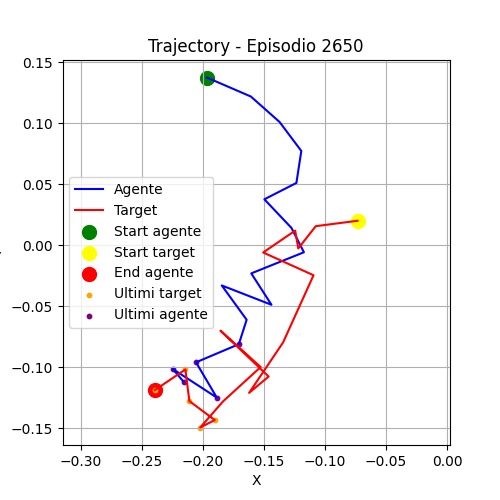 Trajectory - Episodio 2650
0.15
0.10
0.05
0.00
−0.05
−0.10
−0.15
Agente
Target
Start agente
Start target
End agente
Ultimi target
Ultimi agente
−0.30
−0.25
−0.20
−0.15
−0.10
−0.05
0.00
X